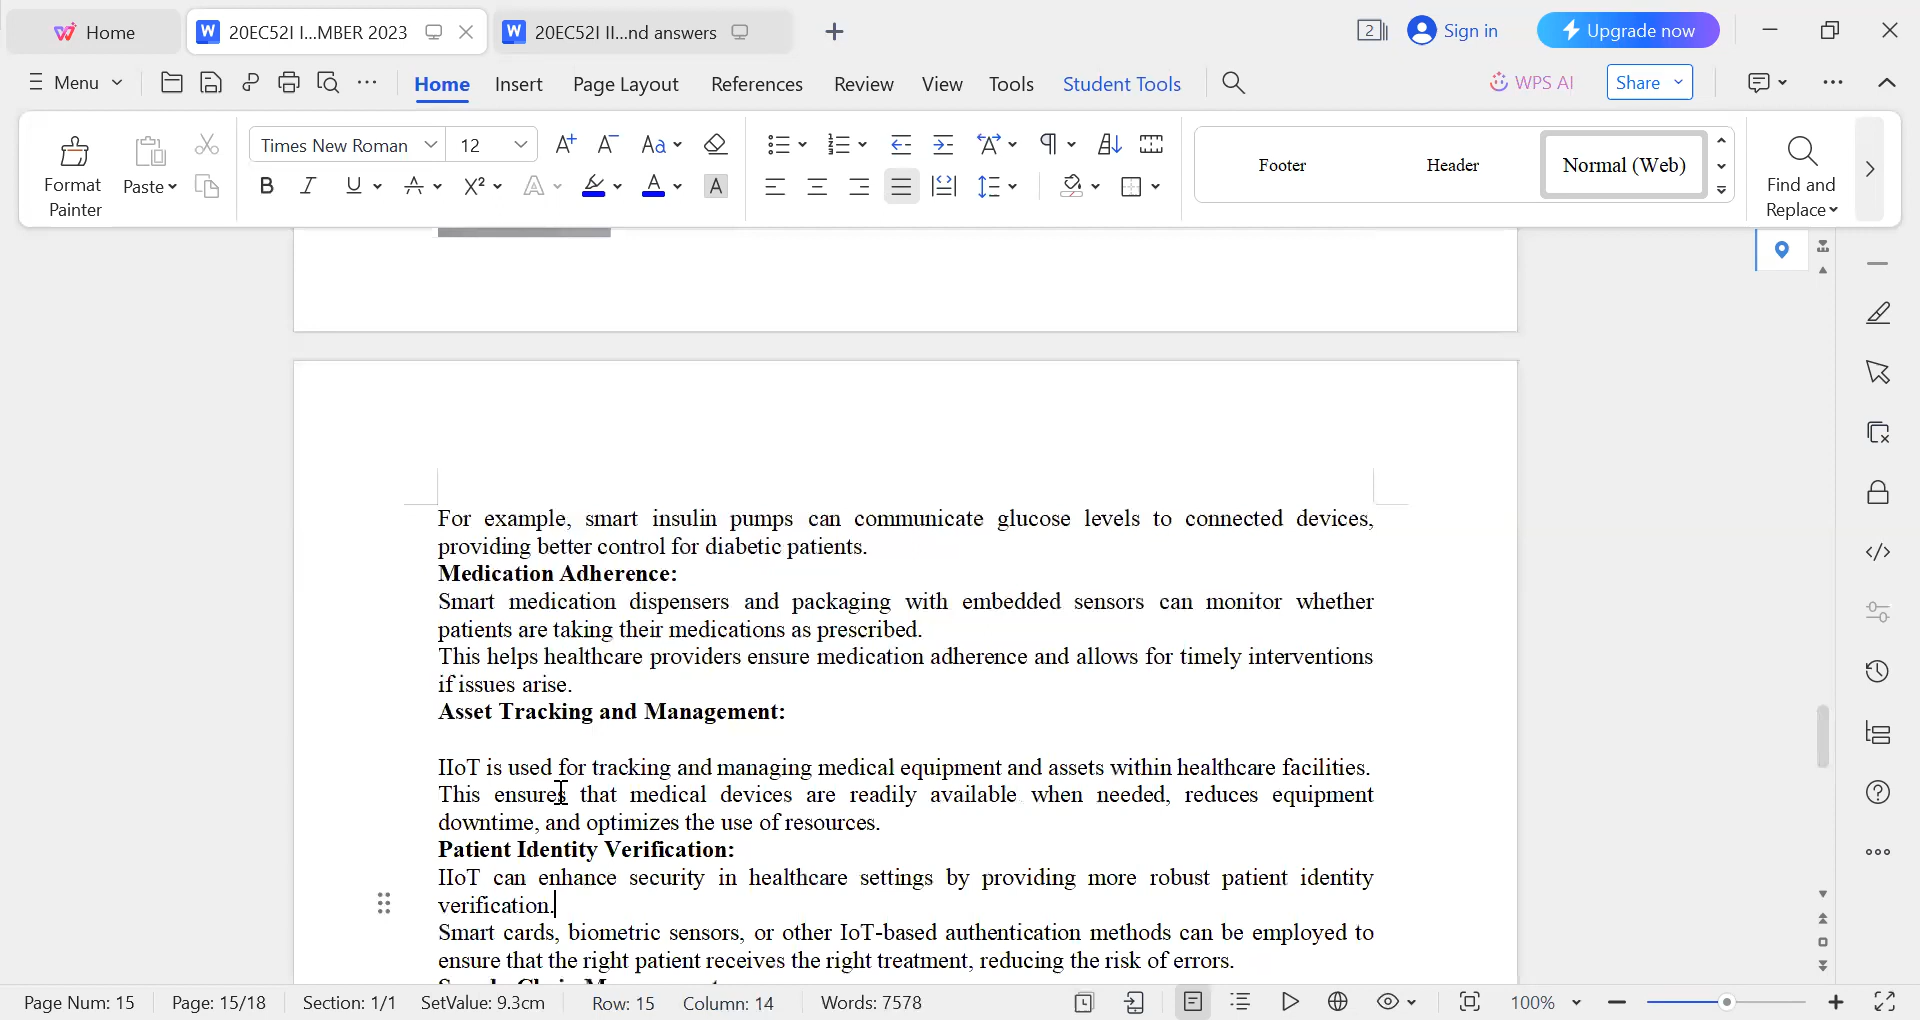 Home
20EC52I I...MBER 2023
20EC52I II...nd answers
2
Sign in
Upgrade now
Menu
Home
Insert
Page Layout
References
Review
View
Tools
Student Tools
WPS AI
Share
Format
Painter
Paste
Times New Roman
12
Footer
Header
Normal (Web)
Find and
Replace
For example, smart insulin pumps can communicate glucose levels to connected devices,
providing better control for diabetic patients.
Medication Adherence:
Smart medication dispensers and packaging with embedded sensors can monitor whether
patients are taking their medications as prescribed.
This helps healthcare providers ensure medication adherence and allows for timely interventions
if issues arise.
Asset Tracking and Management:
IIoT is used for tracking and managing medical equipment and assets within healthcare facilities.
This ensures that medical devices are readily available when needed, reduces equipment
downtime, and optimizes the use of resources.
Patient Identity Verification:
IIoT can enhance security in healthcare settings by providing more robust patient identity
verification.
Smart cards, biometric sensors, or other IoT-based authentication methods can be employed to
ensure that the right patient receives the right treatment, reducing the risk of errors.
Page Num: 15
Page: 15/18
Section: 1/1
SetValue: 9.3cm
Row: 15
Column: 14
Words: 7578
100%